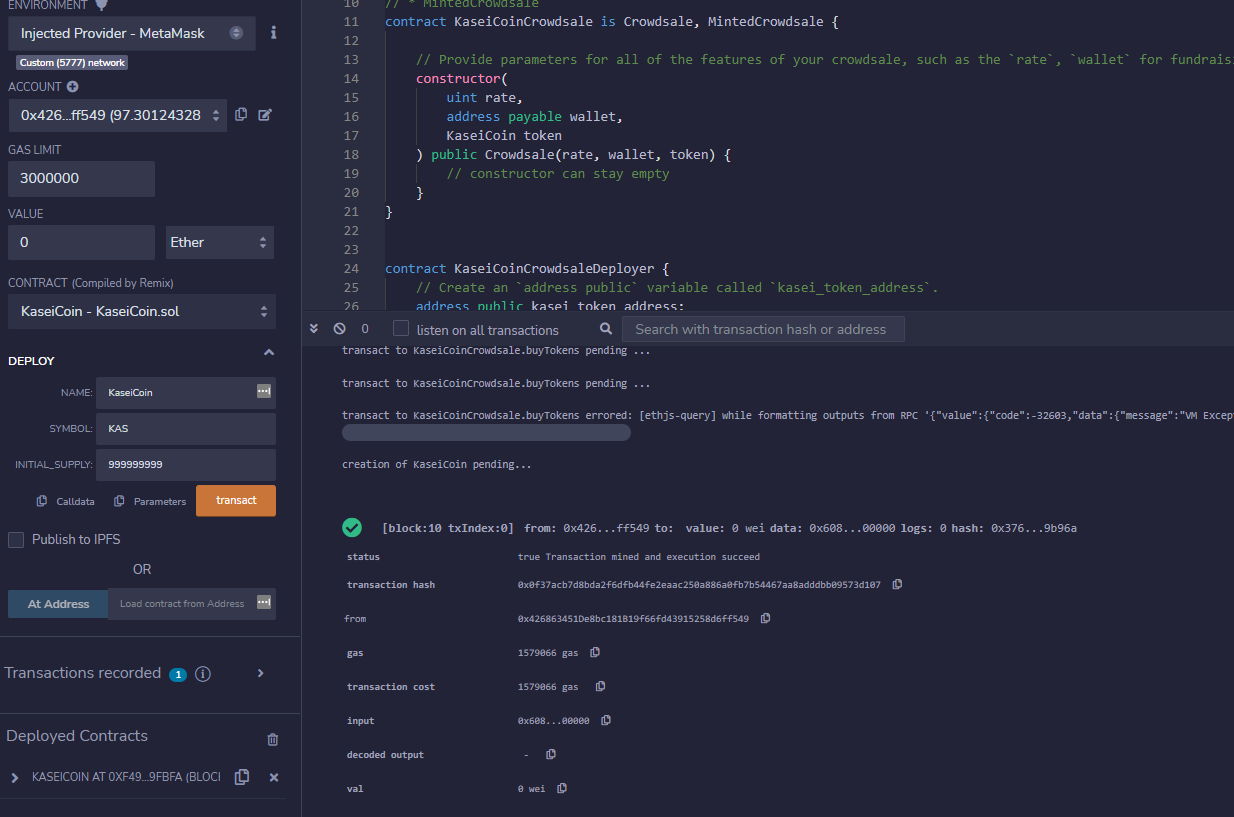 ENVIRONMENT
Injected Provider - MetaMask
Custom (5777) network
ACCOUNT
0x426...ff549 (97.30124328
GAS LIMIT
3000000
VALUE
0
Ether
CONTRACT (Compiled by Remix)
KaseiCoin - KaseiCoin.sol
DEPLOY
NAME: KaseiCoin
SYMBOL: KAS
INITIAL_SUPPLY: 999999999
Calldata Parameters transact
Publish to IPFS
OR
At Address Load contract from Address
Transactions recorded 1 i
Deployed Contracts
KASEICOIN AT 0XF49...9FBFA (BLOCI
10 // * MintedCrowdsale
11 contract KaseiCoinCrowdsale is Crowdsale, MintedCrowdsale {
12
13 // Provide parameters for all of the features of your crowdsale, such as the `rate`, `wallet` for fundrais
14 constructor(
15 uint rate,
16 address payable wallet,
17 KaseiCoin token
18 ) public Crowdsale(rate, wallet, token) {
19 // constructor can stay empty
20 }
21 }
22
23
24 contract KaseiCoinCrowdsaleDeployer {
25 // Create an `address public` variable called `kasei_token_address`.
26 address public kasei_token_address;
0 listen on all transactions Search with transaction hash or address
transact to KaseiCoinCrowdsale.buyTokens pending ...
transact to KaseiCoinCrowdsale.buyTokens pending ...
transact to KaseiCoinCrowdsale.buyTokens errored: [ethjs-query] while formatting outputs from RPC '{"value":{"code":-32603,"data":{"message":"VM Excep
creation of KaseiCoin pending...
[block:10 txIndex:0] from: 0x426...ff549 to: value: 0 wei data: 0x608...00000 logs: 0 hash: 0x376...9b96a
status true Transaction mined and execution succeed
transaction hash 0x0f37acb7d8bda2f6dfb44fe2eaac250a886a0fb7b54467aa8adddbb09573d107
from 0x426863451De8bc181B19f66fd43915258d6ff549
gas 1579066 gas
transaction cost 1579066 gas
input 0x608...00000
decoded output -
val 0 wei